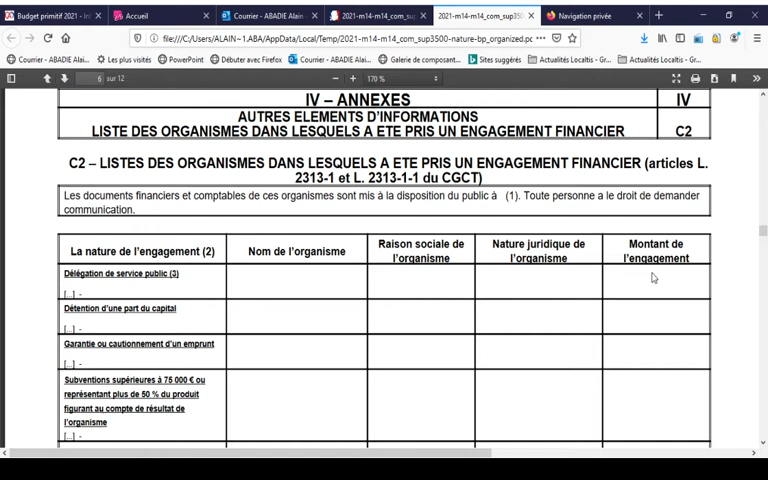 Budget primitif 2021 - In
Accueil
Courrier - ABADIE Alain
2021-m14-m14_com_sup
2021-m14-m14_com_sup3500
Navigation privée
file:///C:/Users/ALAIN~1.ABA/AppData/Local/Temp/2021-m14-m14_com_sup3500-nature-bp_organized.pc
Courrier - ABADIE Alai...
Les plus visités
PowerPoint
Débuter avec Firefox
Courrier - ABADIE Alai...
Galerie de composant...
Sites suggérés
Actualités Localtis - Gr...
Actualités Localtis - Gr...
6 sur 12
170 %
IV – ANNEXES
IV
AUTRES ELEMENTS D'INFORMATIONS
LISTE DES ORGANISMES DANS LESQUELS A ETE PRIS UN ENGAGEMENT FINANCIER
C2
C2 – LISTES DES ORGANISMES DANS LESQUELS A ETE PRIS UN ENGAGEMENT FINANCIER (articles L.
2313-1 et L. 2313-1-1 du CGCT)
Les documents financiers et comptables de ces organismes sont mis à la disposition du public à (1). Toute personne a le droit de demander
communication.
La nature de l'engagement (2)
Nom de l'organisme
Raison sociale de
l'organisme
Nature juridique de
l'organisme
Montant de
l'engagement
Délégation de service public (3)
[...] -
Détention d'une part du capital
[...] -
Garantie ou cautionnement d'un emprunt
[...] -
Subventions supérieures à 75 000 € ou
représentant plus de 50 % du produit
figurant au compte de résultat de
l'organisme
[...] -